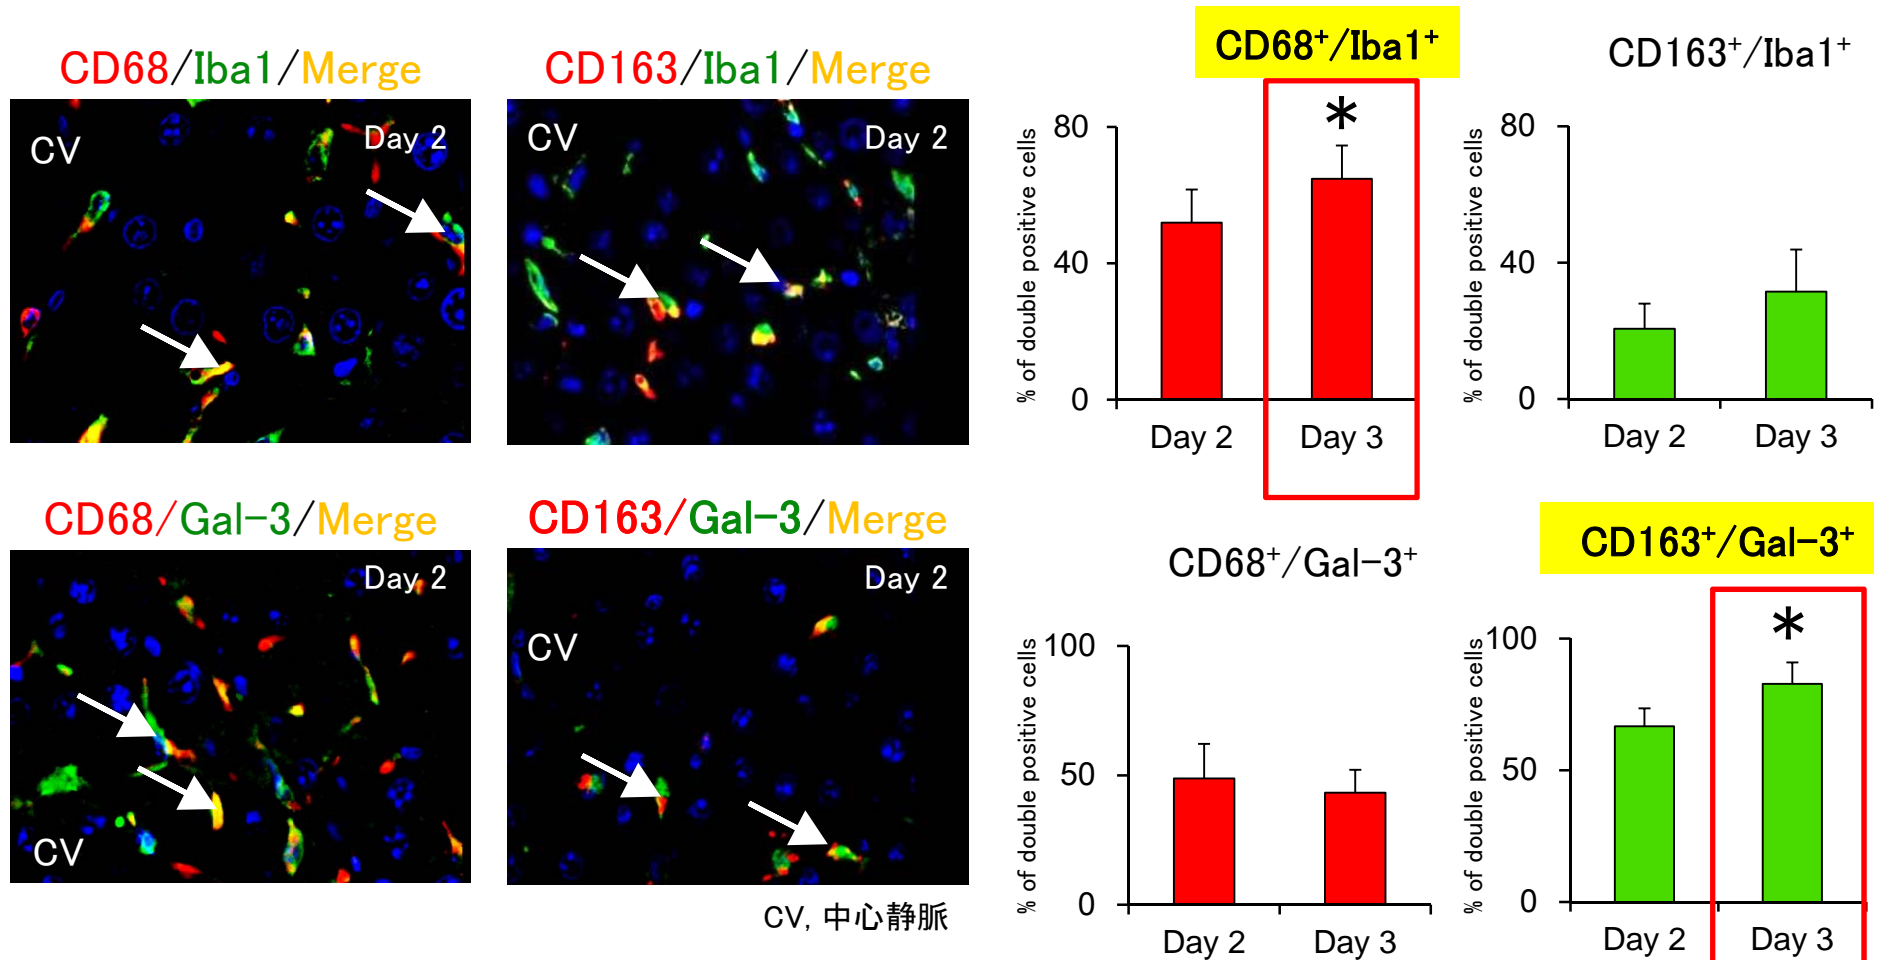 CD68/Iba1/Merge
CV
Day 2
CD163/Iba1/Merge
CV
Day 2
CD68⁺/Iba1⁺
*
80
40
0
% of double positive cells
Day 2
Day 3
CD163⁺/Iba1⁺
80
40
0
% of double positive cells
Day 2
Day 3
CD68/Gal-3/Merge
Day 2
CV
CD163/Gal-3/Merge
Day 2
CV
CV, 中心静脈
CD68⁺/Gal-3⁺
100
50
0
% of double positive cells
Day 2
Day 3
CD163⁺/Gal-3⁺
*
100
50
0
% of double positive cells
Day 2
Day 3